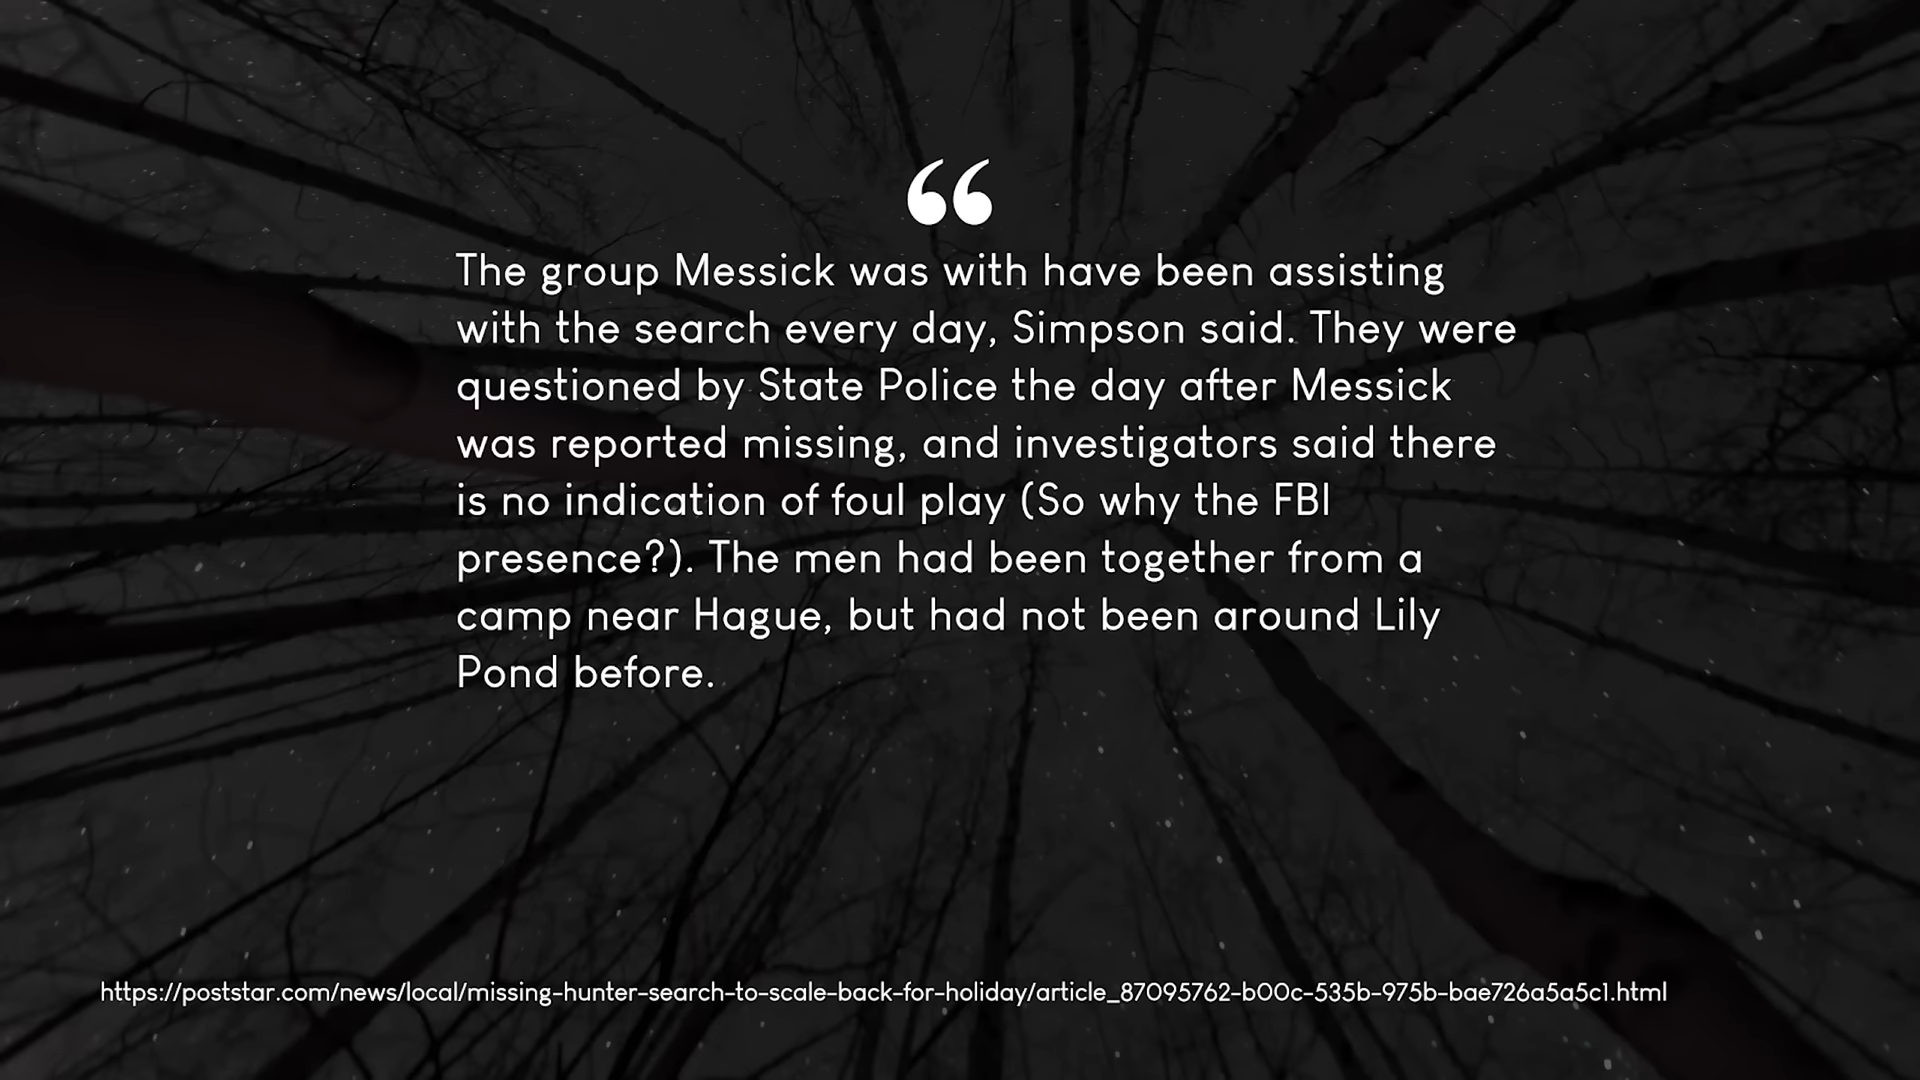 “
The group Messick was with have been assisting
with the search every day, Simpson said. They were
questioned by State Police the day after Messick
was reported missing, and investigators said there
is no indication of foul play (So why the FBI
presence?). The men had been together from a
camp near Hague, but had not been around Lily
Pond before.
https://poststar.com/news/local/missing-hunter-search-to-scale-back-for-holiday/article_87095762-b00c-535b-975b-bae726a5a5c1.html